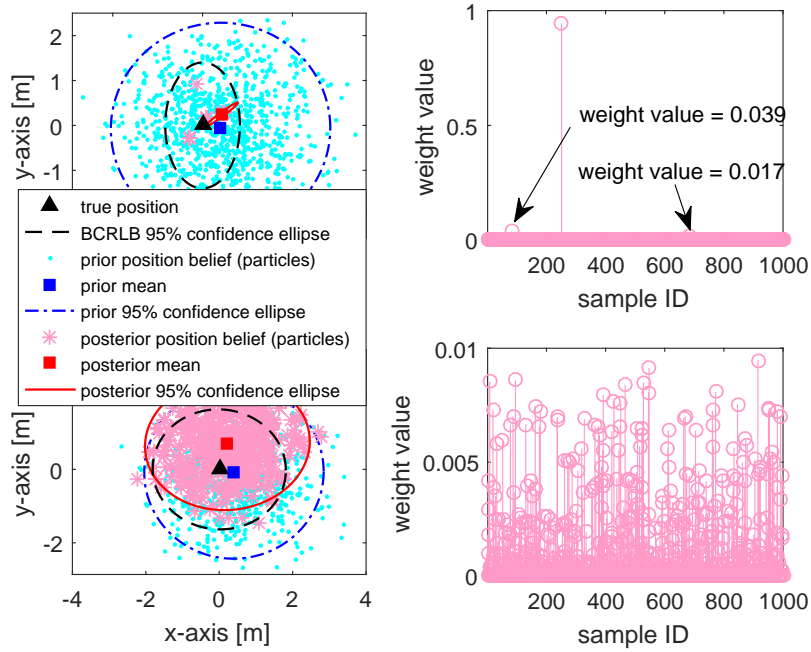 y-axis [m]
2
1
0
-1
true position
BCRLB 95% confidence ellipse
prior position belief (particles)
prior mean
prior 95% confidence ellipse
posterior position belief (particles)
posterior mean
posterior 95% confidence ellipse
y-axis [m]
0
-2
-4 -2 0 2 4
x-axis [m]
weight value
1
0.5
0
weight value = 0.039
weight value = 0.017
200 400 600 800 1000
sample ID
weight value
0.01
0.005
0
200 400 600 800 1000
sample ID